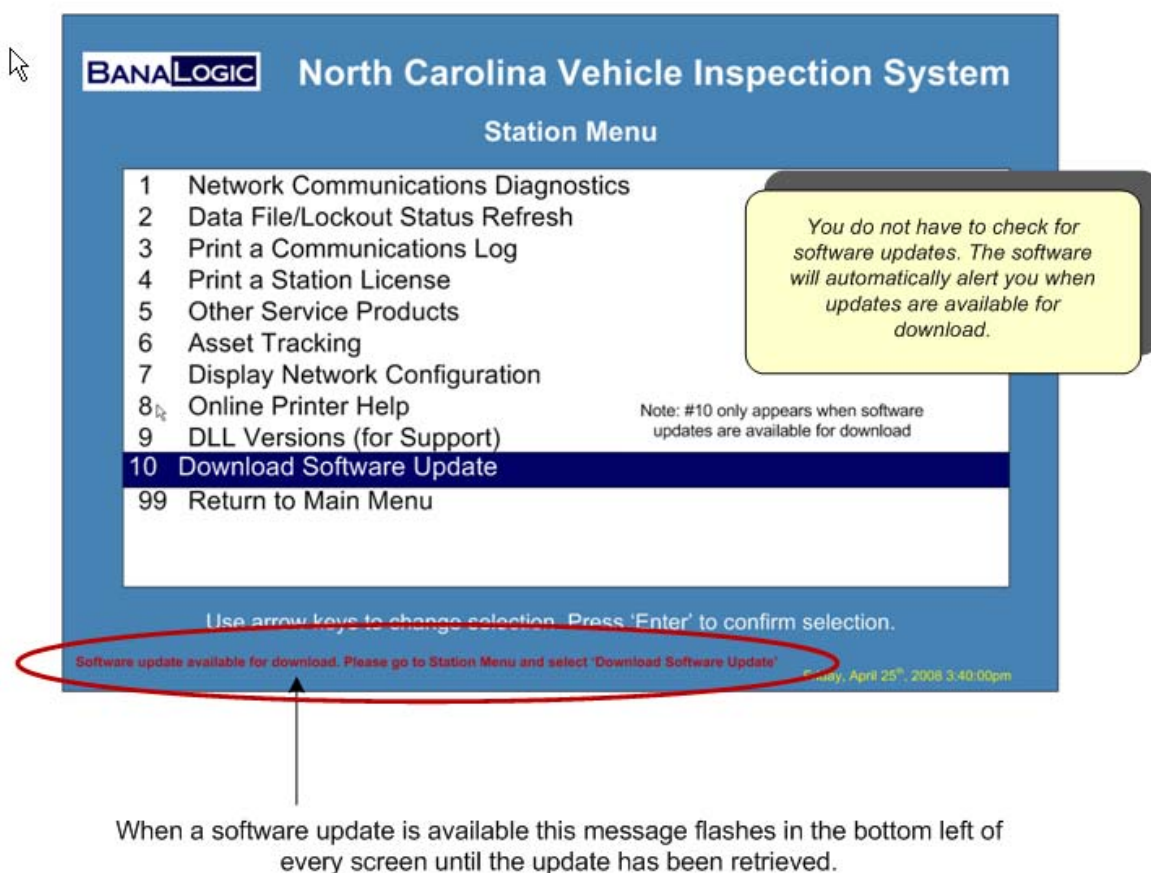 BANALOGIC North Carolina Vehicle Inspection System
Station Menu
1 Network Communications Diagnostics
2 Data File/Lockout Status Refresh
3 Print a Communications Log
4 Print a Station License
5 Other Service Products
6 Asset Tracking
7 Display Network Configuration
8 Online Printer Help
9 DLL Versions (for Support)
10 Download Software Update
99 Return to Main Menu
You do not have to check for
software updates. The software
will automatically alert you when
updates are available for
download.
Note: #10 only appears when software
updates are available for download
Use arrow keys to change selection. Press ‘Enter’ to confirm selection.
Software update available for download. Please go to Station Menu and select ‘Download Software Update’
Friday, April 25th, 2008 3:40:00pm
When a software update is available this message flashes in the bottom left of
every screen until the update has been retrieved.